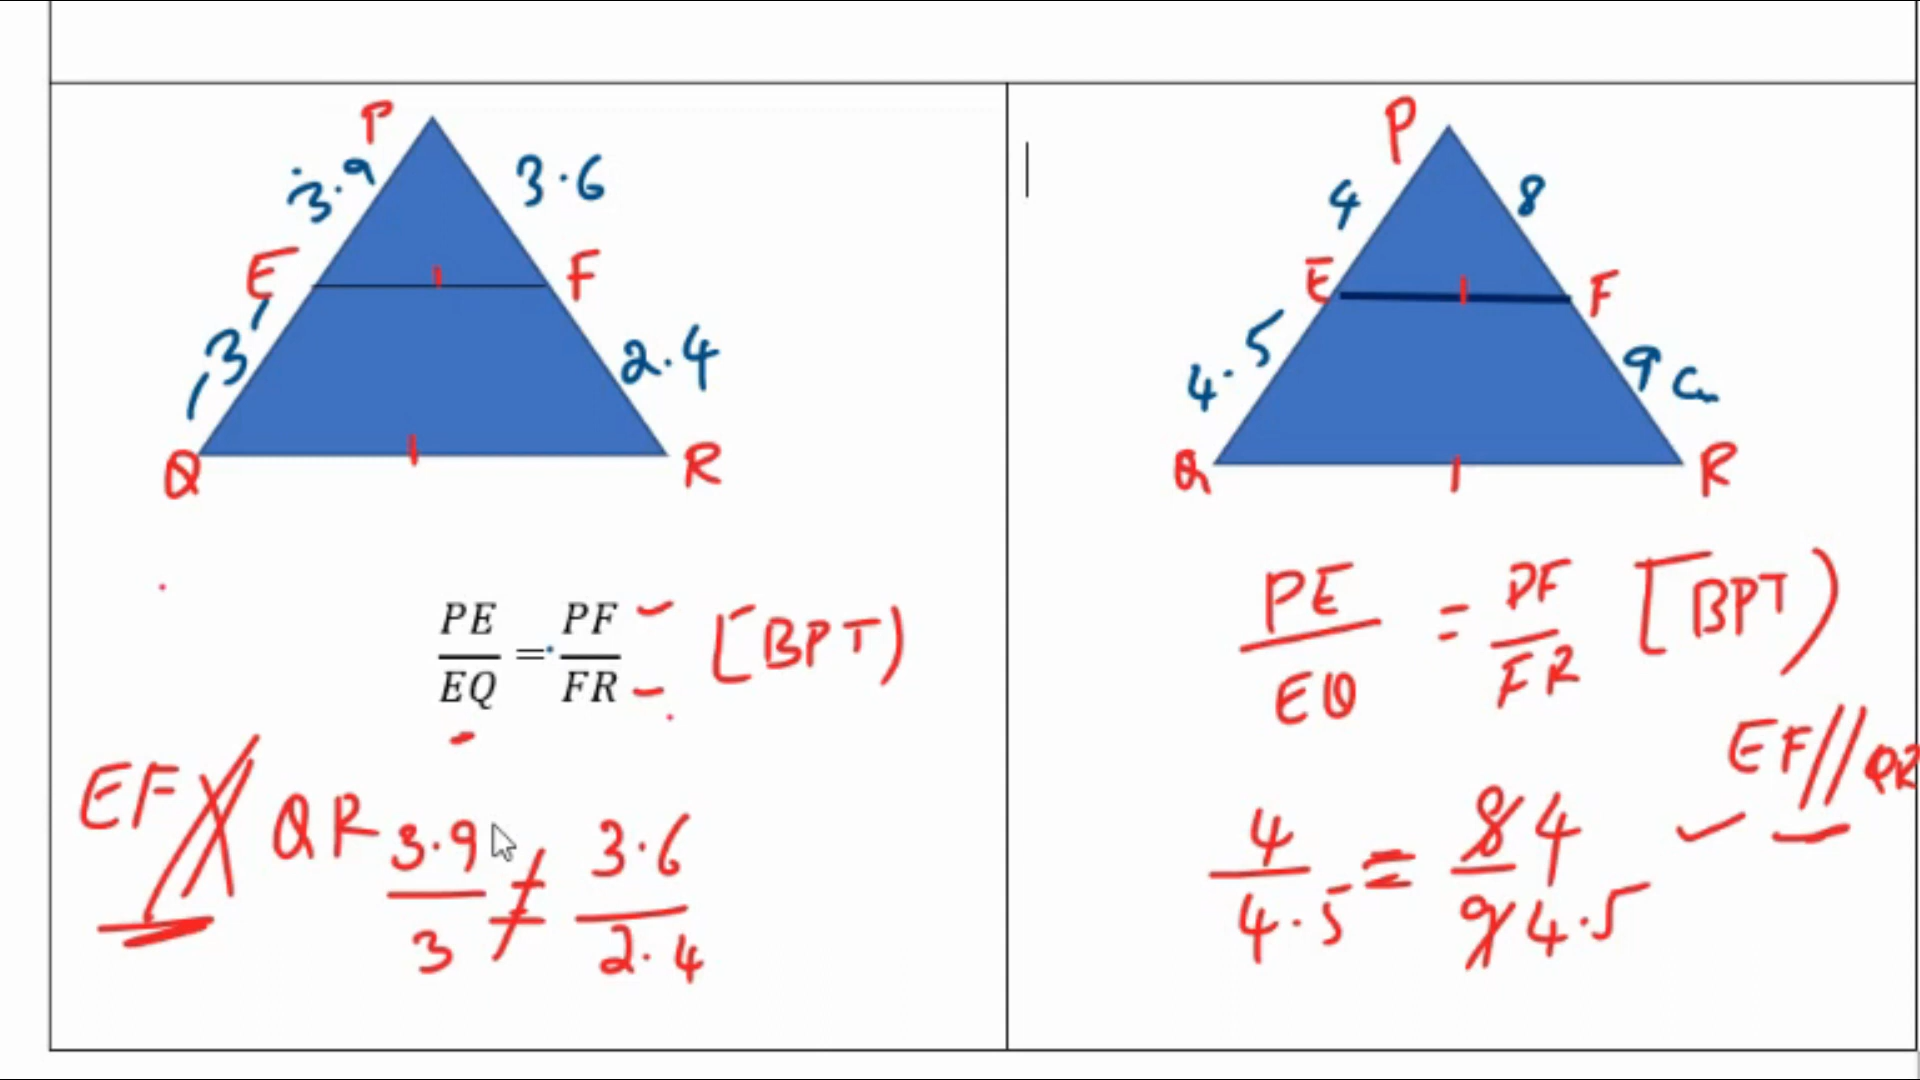 P
3.9
3.6
E
F
3
2.4
Q
R
PE/EQ = PF/FR [BPT)
EF ∦ QR
3.9/3 ≠ 3.6/2.4
P
4
8
E
F
4.5
9 cm
Q
R
PE/EQ = PF/FR [BPT)
EF // QR
4/4.5 = 8/9 4/4.5 ✓